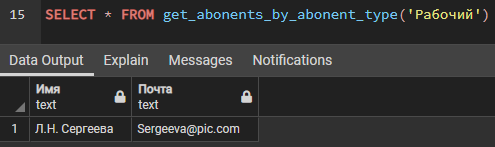 15 SELECT * FROM get_abonents_by_abonent_type('Рабочий')
Data Output Explain Messages Notifications
Имя Почта
text text
1 Л.Н. Сергеева Sergeeva@pic.com